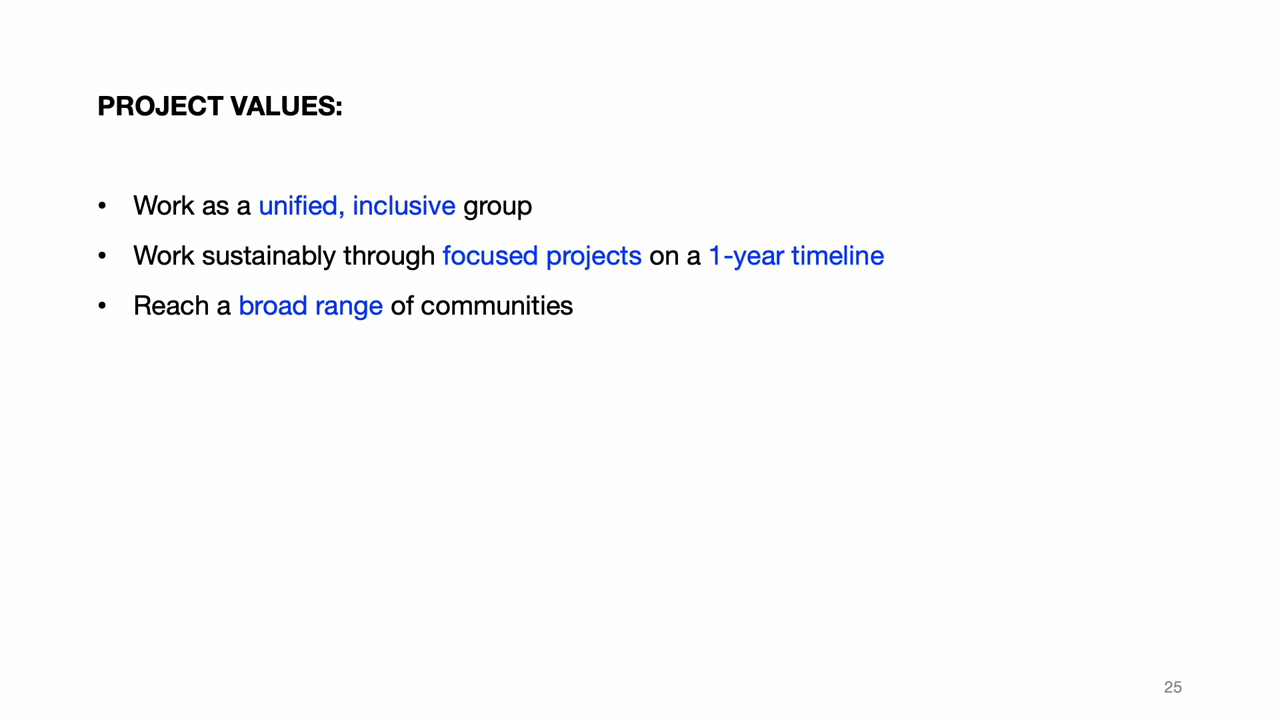 PROJECT VALUES:
• Work as a unified, inclusive group
• Work sustainably through focused projects on a 1-year timeline
• Reach a broad range of communities
25